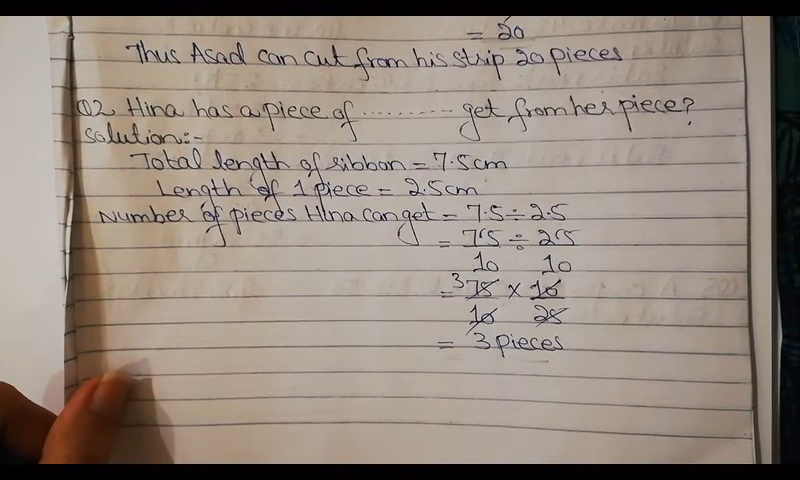 = 20
Thus Asad can cut from his strip 20 pieces
Q2 Hina has a piece of .......... get from her piece?
Solution:-
Total length of ribbon = 7.5cm
Length of 1 piece = 2.5cm
Number of pieces Hina can get = 7.5 ÷ 2.5
= 75 ÷ 25
10 10
= 3 75 × 10
10 25
= 3 pieces